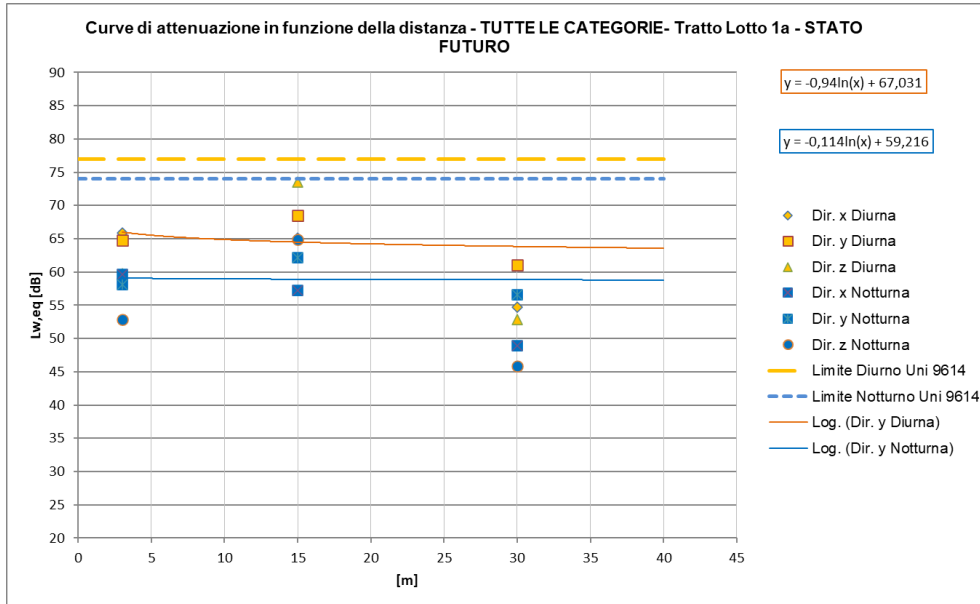 Curve di attenuazione in funzione della distanza - TUTTE LE CATEGORIE- Tratto Lotto 1a - STATO
FUTURO
y = -0,94ln(x) + 67,031
y = -0,114ln(x) + 59,216
Lw,eq [dB]
90
85
80
75
70
65
60
55
50
45
40
35
30
25
20
0
5
10
15
20
25
30
35
40
45
[m]
Dir. x Diurna
Dir. y Diurna
Dir. z Diurna
Dir. x Notturna
Dir. y Notturna
Dir. z Notturna
Limite Diurno Uni 9614
Limite Notturno Uni 9614
Log. (Dir. y Diurna)
Log. (Dir. y Notturna)